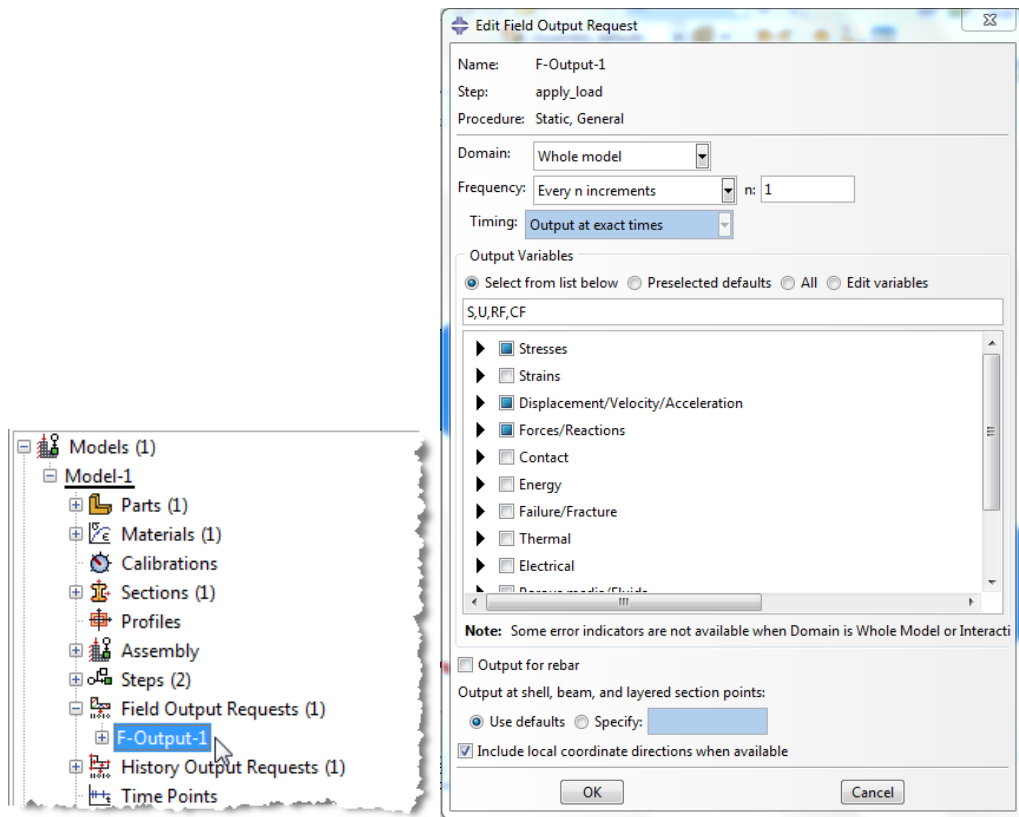 Models (1)
Model-1
Parts (1)
Materials (1)
Calibrations
Sections (1)
Profiles
Assembly
Steps (2)
Field Output Requests (1)
F-Output-1
History Output Requests (1)
Time Points
Edit Field Output Request
Name: F-Output-1
Step: apply_load
Procedure: Static, General
Domain: Whole model
Frequency: Every n increments n: 1
Timing: Output at exact times
Output Variables
Select from list below Preselected defaults All Edit variables
S,U,RF,CF
Stresses
Strains
Displacement/Velocity/Acceleration
Forces/Reactions
Contact
Energy
Failure/Fracture
Thermal
Electrical
Note: Some error indicators are not available when Domain is Whole Model or Interacti
Output for rebar
Output at shell, beam, and layered section points:
Use defaults Specify:
Include local coordinate directions when available
OK Cancel